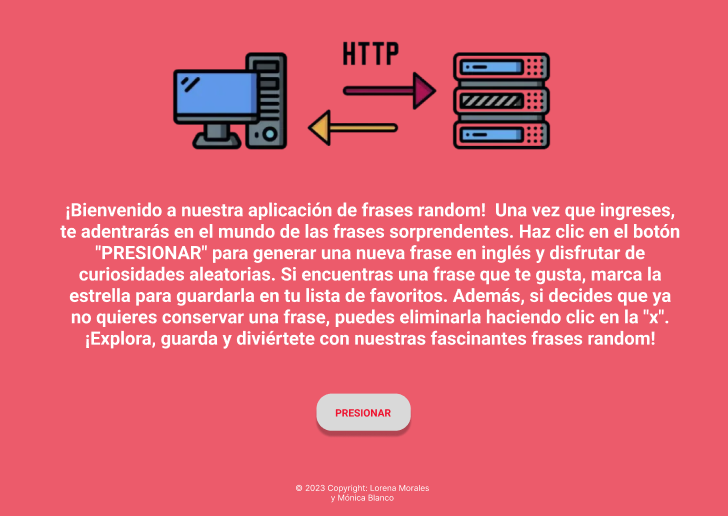 HTTP
¡Bienvenido a nuestra aplicación de frases random!  Una vez que ingreses,
te adentrarás en el mundo de las frases sorprendentes. Haz clic en el botón
"PRESIONAR" para generar una nueva frase en inglés y disfrutar de
curiosidades aleatorias. Si encuentras una frase que te gusta, marca la
estrella para guardarla en tu lista de favoritos. Además, si decides que ya
no quieres conservar una frase, puedes eliminarla haciendo clic en la "x".
¡Explora, guarda y diviértete con nuestras fascinantes frases random!
PRESIONAR
© 2023 Copyright: Lorena Morales
y Mónica Blanco